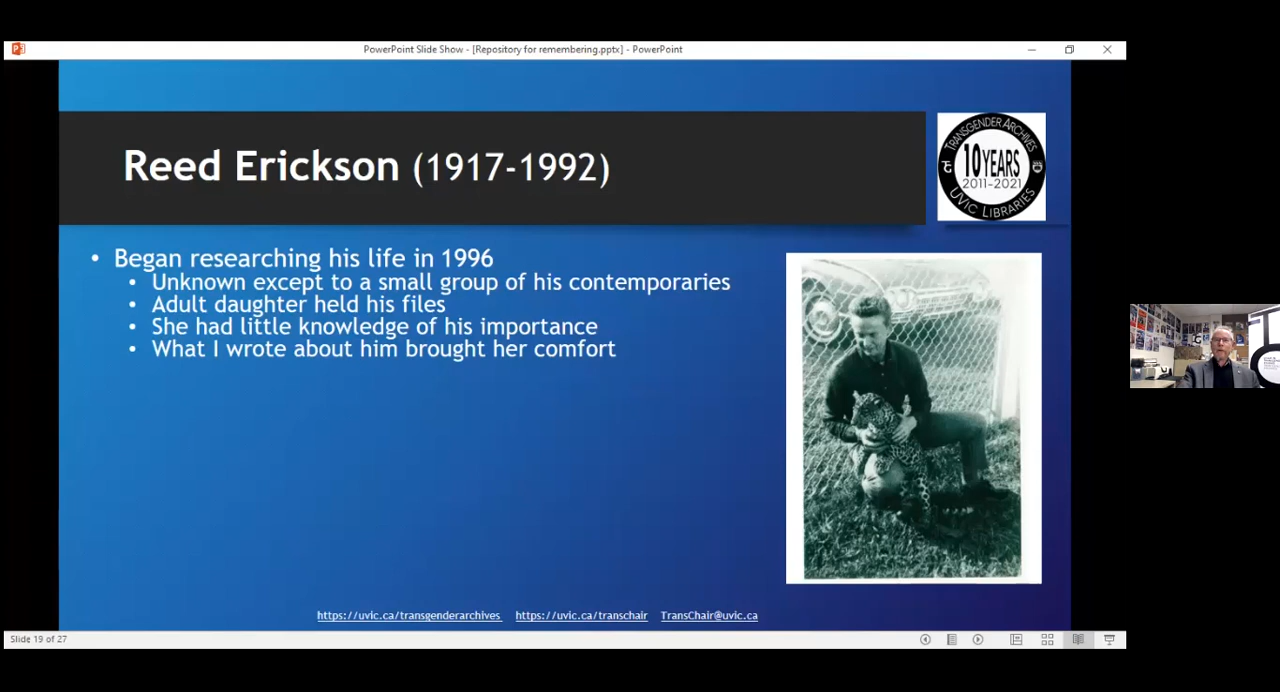 PowerPoint Slide Show - [Repository for remembering.pptx] - PowerPoint
Reed Erickson (1917-1992)
TRANSGENDER ARCHIVES
10 YEARS
2011-2021
UVIC LIBRARIES
• Began researching his life in 1996
• Unknown except to a small group of his contemporaries
• Adult daughter held his files
• She had little knowledge of his importance
• What I wrote about him brought her comfort
https://uvic.ca/transgenderarchives https://uvic.ca/transchair TransChair@uvic.ca
Slide 19 of 27